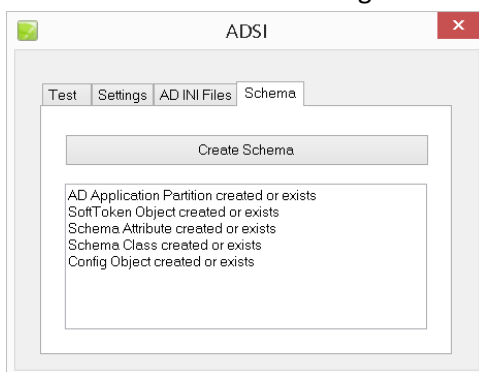 ADSI
Test Settings AD INI Files Schema
Create Schema
AD Application Partition created or exists
SoftToken Object created or exists
Schema Attribute created or exists
Schema Class created or exists
Config Object created or exists